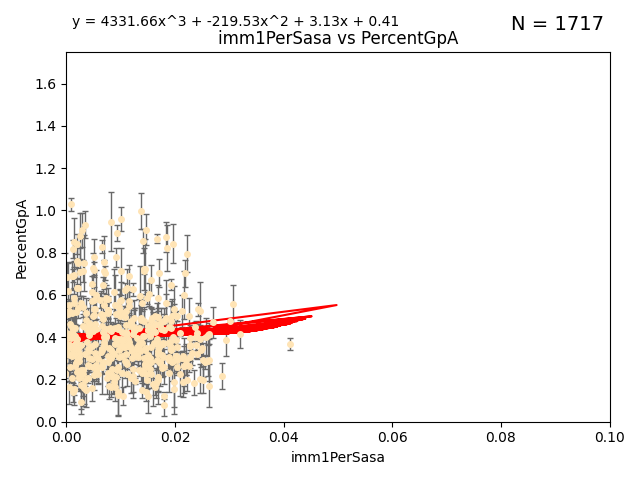 y = 4331.66x^3 + -219.53x^2 + 3.13x + 0.41
N = 1717
imm1PerSasa vs PercentGpA
PercentGpA
1.6
1.4
1.2
1.0
0.8
0.6
0.4
0.2
0.0
0.00 0.02 0.04 0.06 0.08 0.10
imm1PerSasa